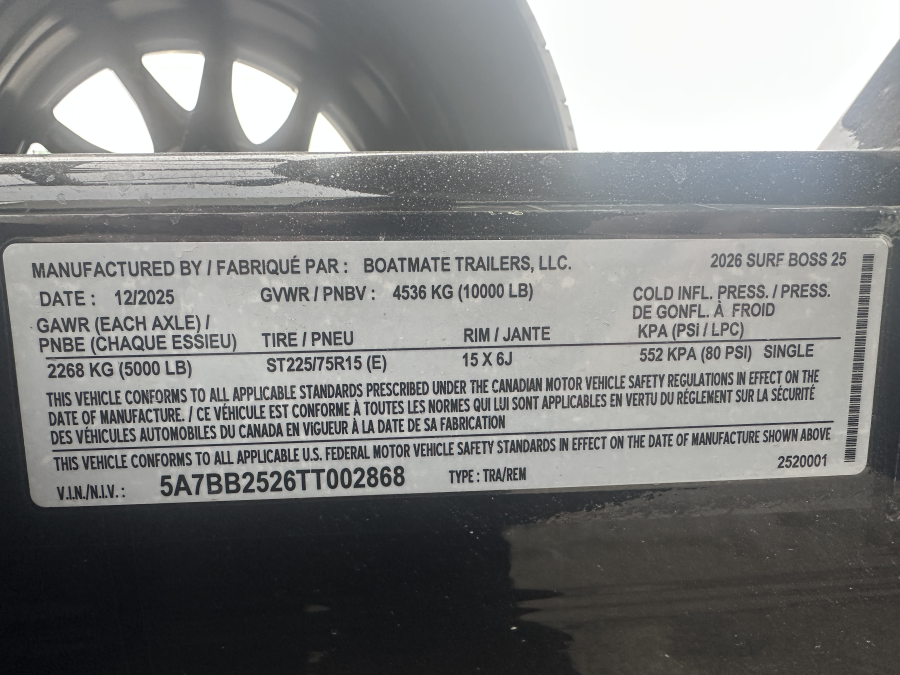 MANUFACTURED BY / FABRIQUÉ PAR : BOATMATE TRAILERS, LLC. 2026 SURF BOSS 25
DATE : 12/2025 GVWR / PNBV : 4536 KG (10000 LB) COLD INFL. PRESS. / PRESS.
DE GONFL. À FROID
GAWR (EACH AXLE) /
PNBE (CHAQUE ESSIEU) TIRE / PNEU RIM / JANTE KPA (PSI / LPC)
2268 KG (5000 LB) ST225/75R15 (E) 15 X 6J 552 KPA (80 PSI) SINGLE
THIS VEHICLE CONFORMS TO ALL APPLICABLE STANDARDS PRESCRIBED UNDER THE CANADIAN MOTOR VEHICLE SAFETY REGULATIONS IN EFFECT ON THE
DATE OF MANUFACTURE. / CE VÉHICULE EST CONFORME À TOUTES LES NORMES QUI LUI SONT APPLICABLES EN VERTU DU RÉGLEMENT SUR LA SÉCURITÉ
DES VÉHICULES AUTOMOBILES DU CANADA EN VIGUEUR À LA DATE DE SA FABRICATION
THIS VEHICLE CONFORMS TO ALL APPLICABLE U.S. FEDERAL MOTOR VEHICLE SAFETY STANDARDS IN EFFECT ON THE DATE OF MANUFACTURE SHOWN ABOVE
V.I.N./N.I.V. : 5A7BB2526TT002868 TYPE : TRA/REM 2520001